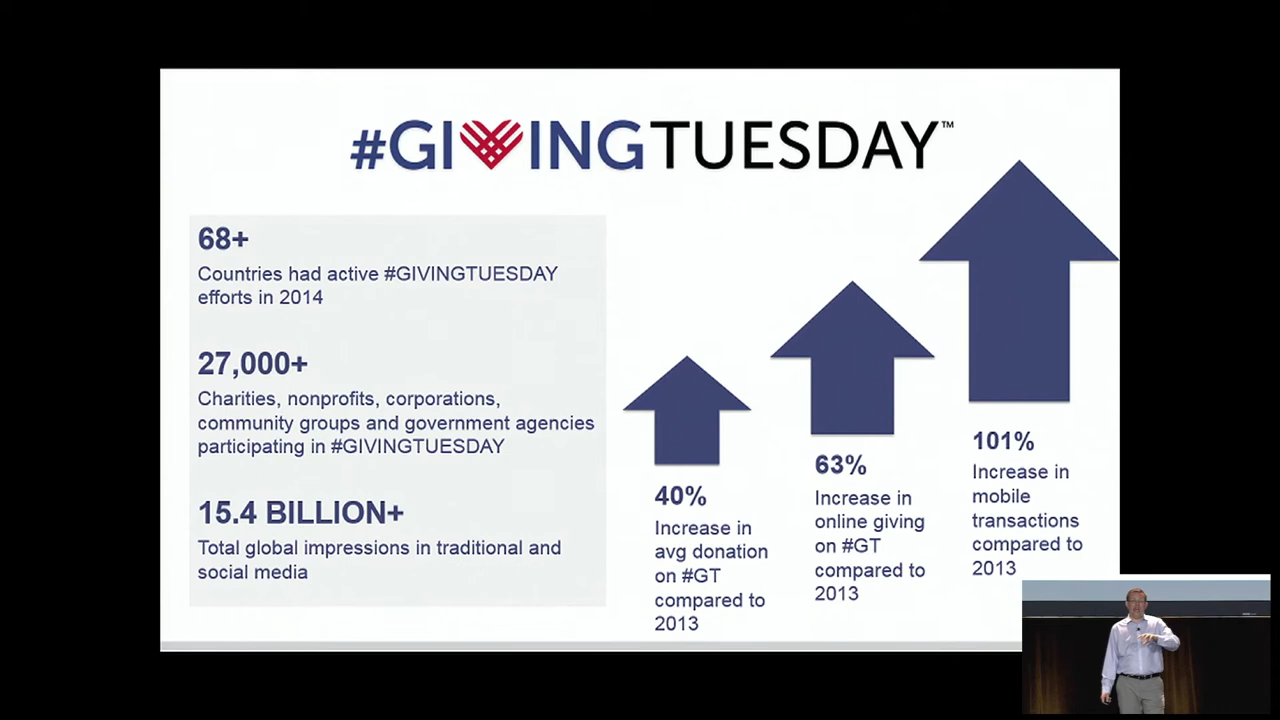 #GIVINGTUESDAY™
68+
Countries had active #GIVINGTUESDAY
efforts in 2014
27,000+
Charities, nonprofits, corporations,
community groups and government agencies
participating in #GIVINGTUESDAY
15.4 BILLION+
Total global impressions in traditional and
social media
40%
Increase in
avg donation
on #GT
compared to
2013
63%
Increase in
online giving
on #GT
compared to
2013
101%
Increase in
mobile
transactions
compared to
2013